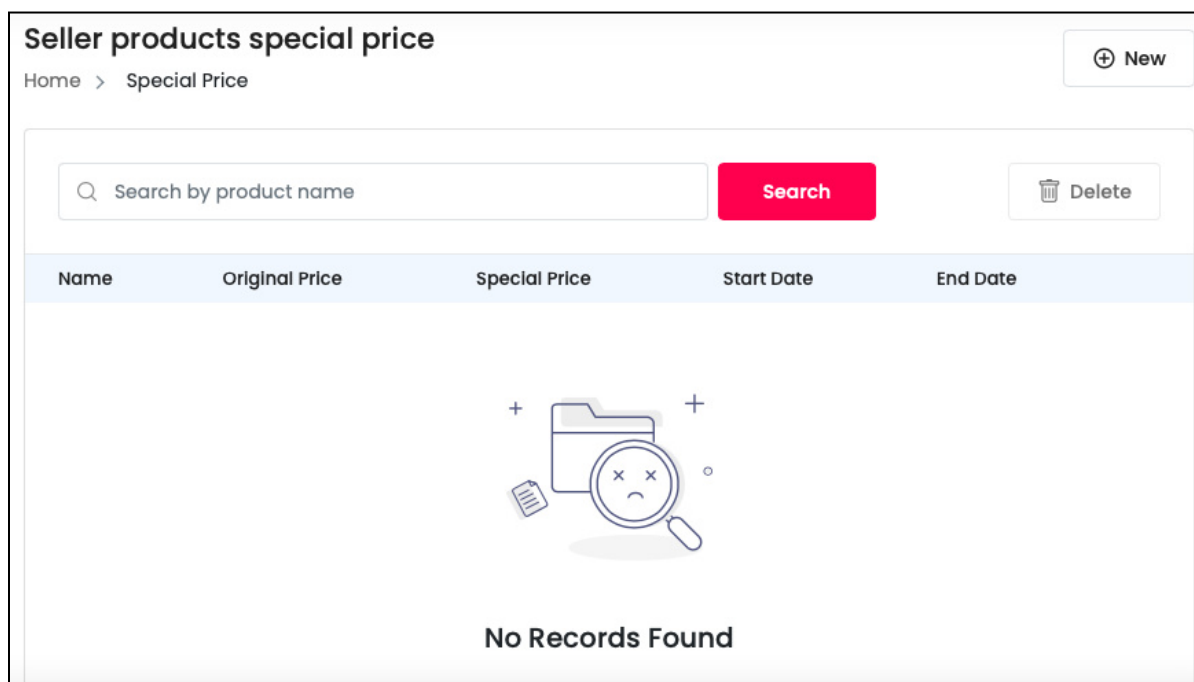 Seller products special price
New
Home > Special Price
Search by product name
Search
Delete
Name Original Price Special Price Start Date End Date
No Records Found